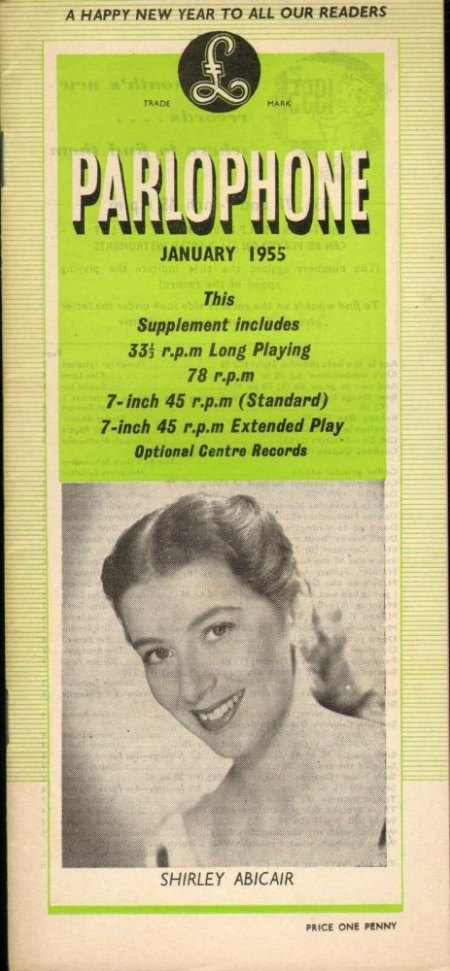 A HAPPY NEW YEAR TO ALL OUR READERS
£
TRADE MARK
PARLOPHONE
JANUARY 1955
This
Supplement includes
33⅓ r.p.m Long Playing
78 r.p.m
7-inch 45 r.p.m (Standard)
7-inch 45 r.p.m Extended Play
Optional Centre Records
SHIRLEY ABICAIR
PRICE ONE PENNY